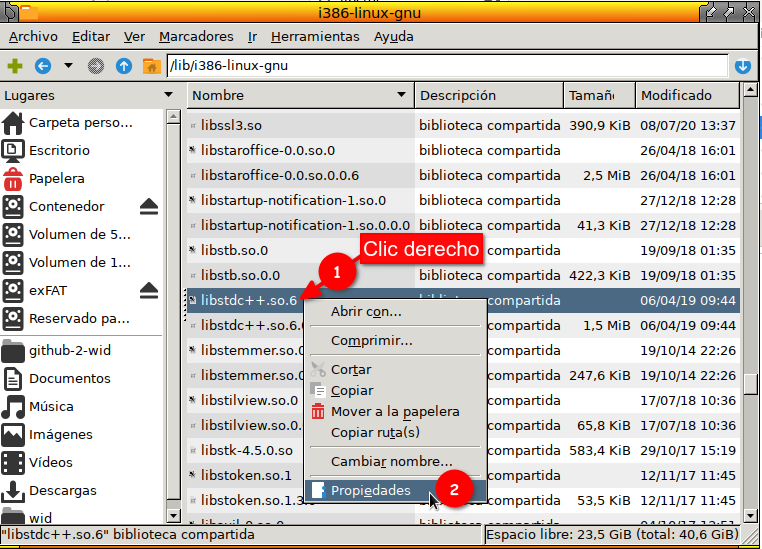 i386-linux-gnu
Archivo Editar Ver Marcadores Ir Herramientas Ayuda
/lib/i386-linux-gnu
Lugares
Carpeta perso...
Escritorio
Papelera
Contenedor
Volumen de 5...
Volumen de 1...
exFAT
Reservado pa...
github-2-wid
Documentos
Música
Imágenes
Vídeos
Descargas
wid
Nombre Descripción Tamañ Modificado
libssl3.so biblioteca compartida 390,9 KiB 08/07/20 13:37
libstaroffice-0.0.so.0 biblioteca compartida 26/04/18 16:01
libstaroffice-0.0.so.0.0.6 biblioteca compartida 2,5 MiB 26/04/18 16:01
libstartup-notification-1.so.0 biblioteca compartida 27/12/18 12:28
libstartup-notification-1.so.0.0.0 biblioteca compartida 41,3 KiB 27/12/18 12:28
libstb.so.0 biblioteca compartida 19/09/18 01:35
libstb.so.0.0 biblioteca compartida 422,3 KiB 19/09/18 01:35
libstdc++.so.6 biblioteca compartida 06/04/19 09:44
libstdc++.so.6.0 compartida 1,5 MiB 06/04/19 09:44
libstemmer.so.0 compartida 19/10/14 22:26
libstemmer.so.0 compartida 247,6 KiB 19/10/14 22:26
libstilview.so.0 compartida 17/07/18 10:36
libstilview.so.0. compartida 65,8 KiB 17/07/18 10:36
libstk-4.5.0.so compartida 583,4 KiB 29/10/17 15:19
libstoken.so.1 compartida 12/11/17 11:45
libstoken.so.1.3 compartida 53,5 KiB 12/11/17 11:45
Clic derecho
1
Abrir con...
Comprimir...
Cortar
Copiar
Mover a la papelera
Copiar ruta(s)
Cambiar nombre...
Propiedades
2
"libstdc++.so.6" biblioteca compartida
Espacio libre: 23,5 GiB (total: 40,6 GiB)